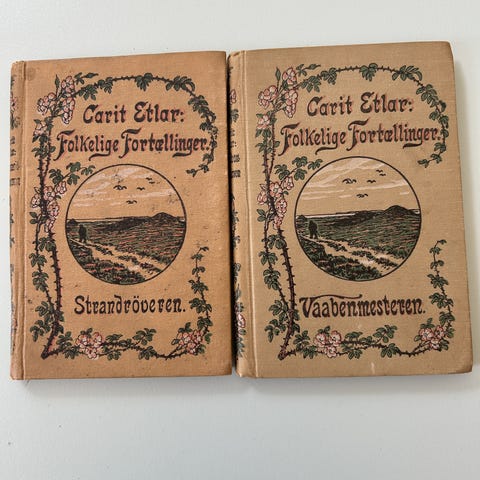 Carit Etlar:
Folkelige Fortællinger.
Strandröveren.
Carit Etlar:
Folkelige Fortællinger.
Vaabenmesteren.